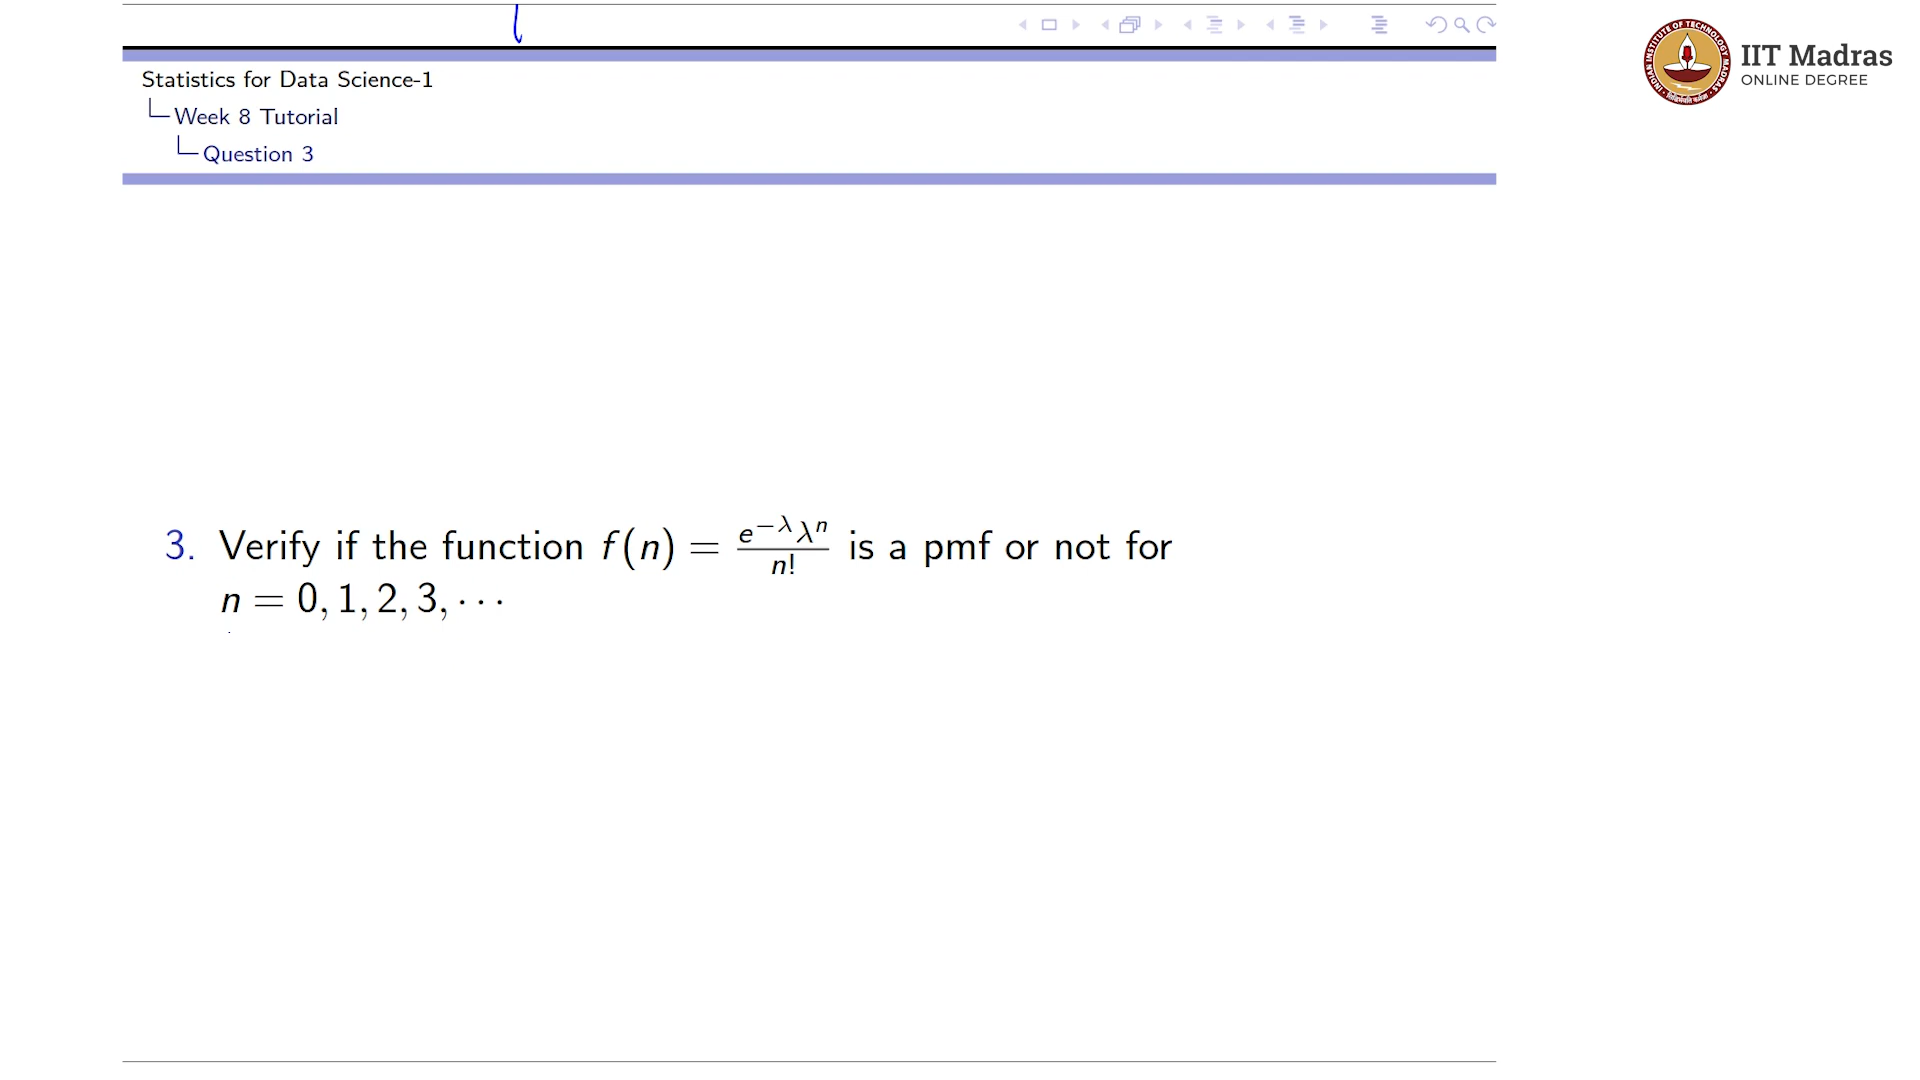 IIT Madras
ONLINE DEGREE
Statistics for Data Science-1
Week 8 Tutorial
Question 3
3. Verify if the function f(n) = e^{−λ}λ^n / n! is a pmf or not for
n = 0, 1, 2, 3, ···